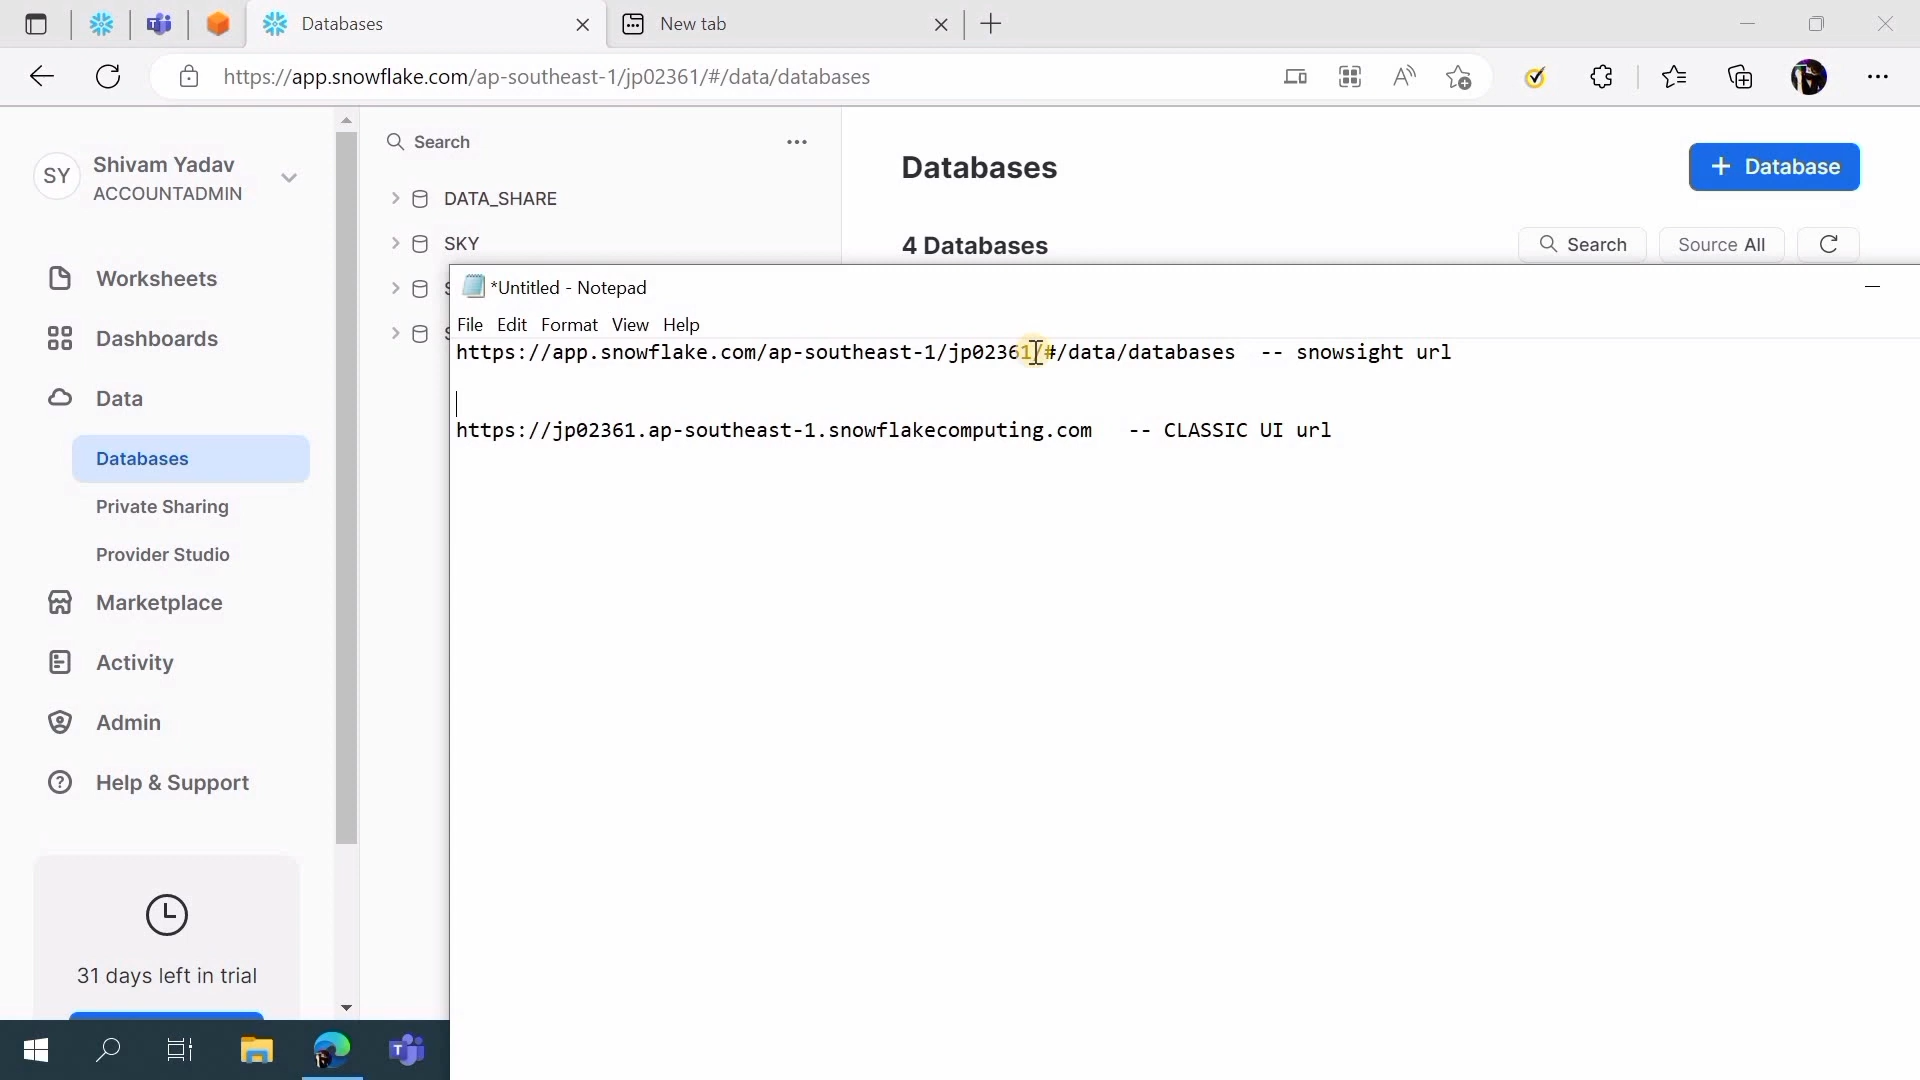 Databases
New tab
https://app.snowflake.com/ap-southeast-1/jp02361/#/data/databases
SY
Shivam Yadav
ACCOUNTADMIN
Worksheets
Dashboards
Data
Databases
Private Sharing
Provider Studio
Marketplace
Activity
Admin
Help & Support
31 days left in trial
Search
DATA_SHARE
SKY
Databases
+ Database
4 Databases
Search
Source All
*Untitled - Notepad
File Edit Format View Help
https://app.snowflake.com/ap-southeast-1/jp02361/#/data/databases -- snowsight url
https://jp02361.ap-southeast-1.snowflakecomputing.com -- CLASSIC UI url